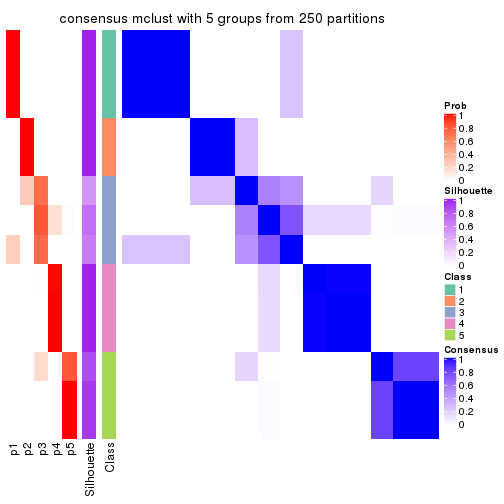 consensus mclust with 5 groups from 250 partitions
Prob
1
0.8
0.6
0.4
0.2
0
Silhouette
1
0.8
0.6
0.4
0.2
0
Class
1
2
3
4
5
Consensus
1
0.8
0.6
0.4
0.2
0
p1
p2
p3
p4
p5
Silhouette
Class